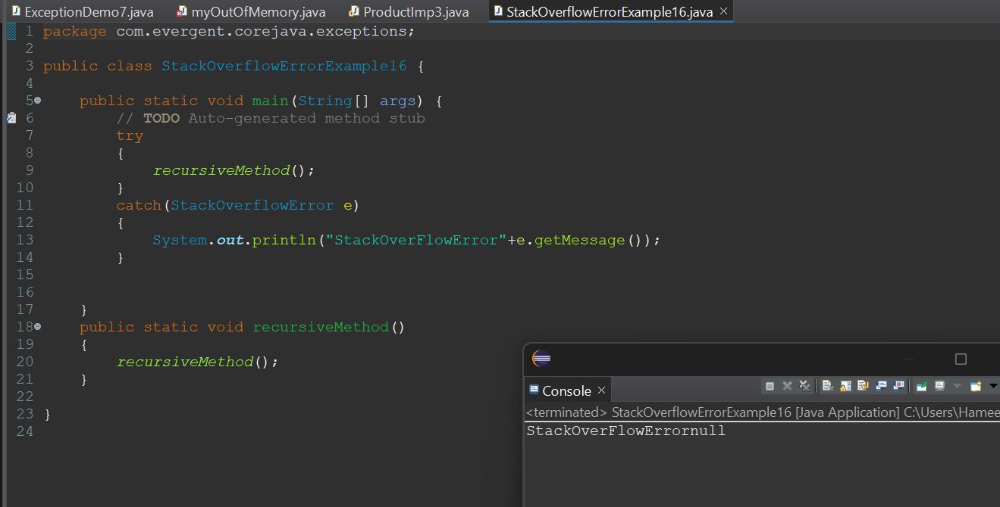 ExceptionDemo7.java myOutOfMemory.java ProductImp3.java StackOverflowErrorExample16.java
1 package com.evergent.corejava.exceptions;
2
3 public class StackOverflowErrorExample16 {
4
5 public static void main(String[] args) {
6 // TODO Auto-generated method stub
7 try
8 {
9 recursiveMethod();
10 }
11 catch(StackOverflowError e)
12 {
13 System.out.println("StackOverFlowError"+e.getMessage());
14 }
15
16
17 }
18 public static void recursiveMethod()
19 {
20 recursiveMethod();
21 }
22
23 }
24
Console
<terminated> StackOverflowErrorExample16 [Java Application] C:\Users\Hamee
StackOverFlowErrornull